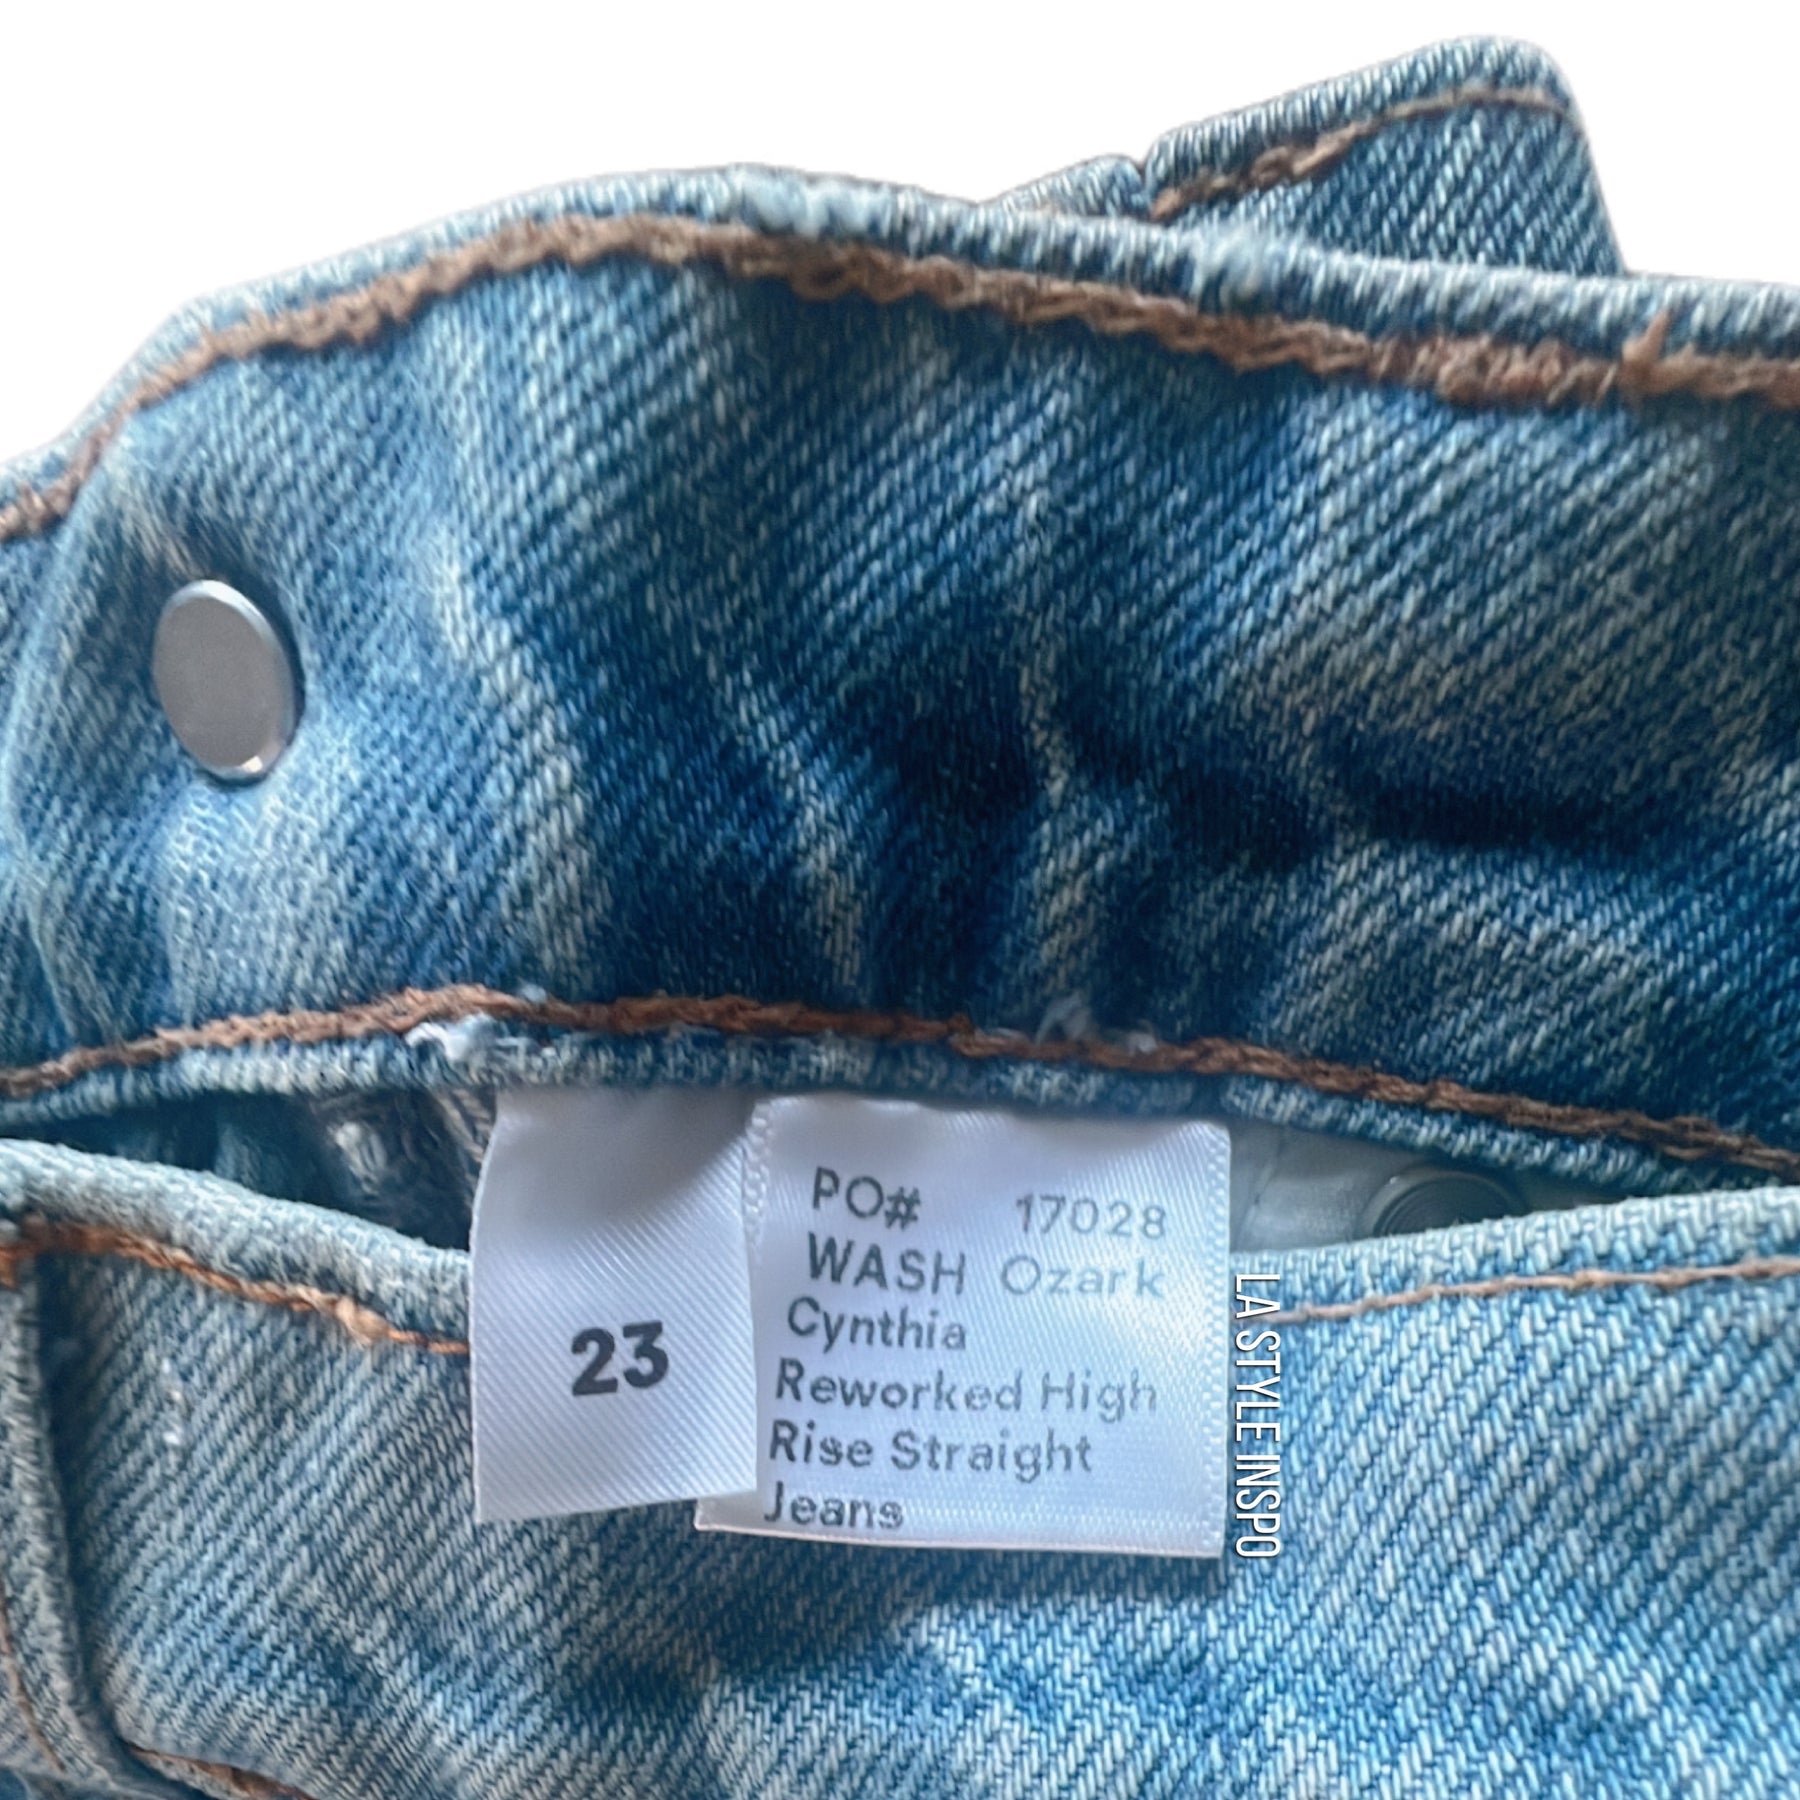 23
PO# 17028
WASH Ozark
Cynthia
Reworked High
Rise Straight
Jeans
LA STYLE INSPO